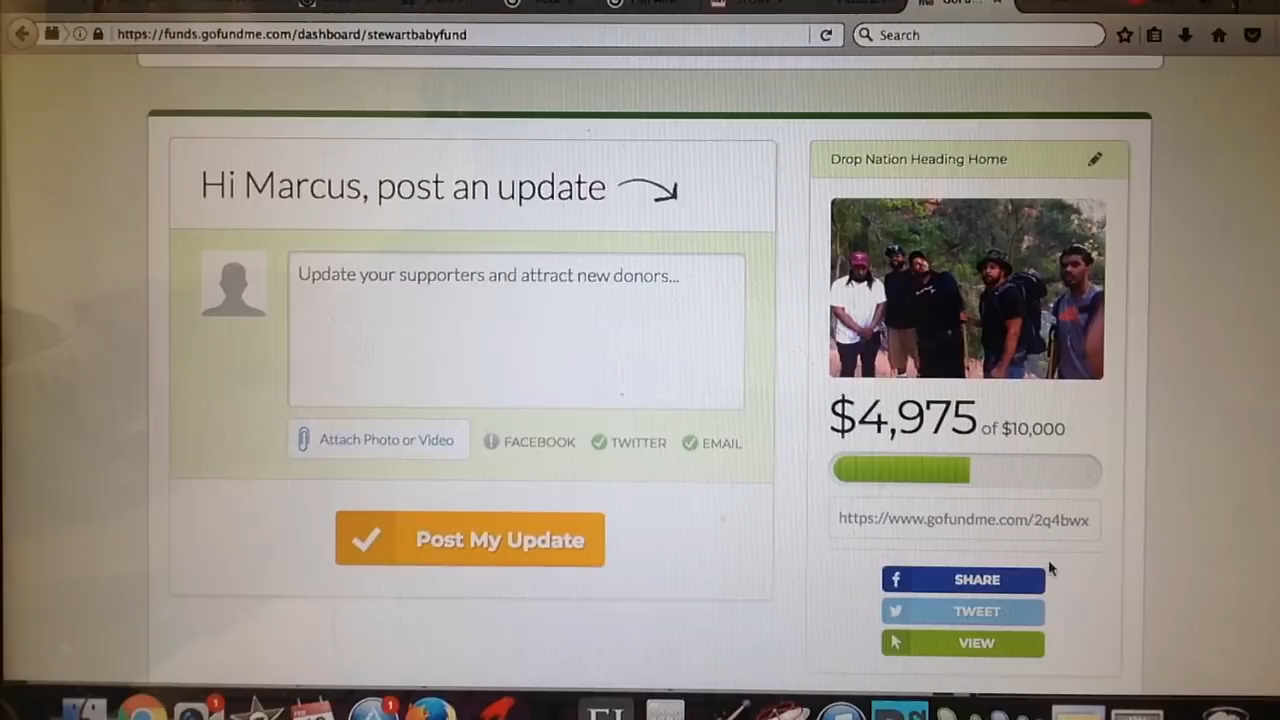 https://funds.gofundme.com/dashboard/stewartbabyfund
Search
Hi Marcus, post an update
Update your supporters and attract new donors...
Attach Photo or Video
FACEBOOK
TWITTER
EMAIL
Post My Update
Drop Nation Heading Home
$4,975 of $10,000
https://www.gofundme.com/2q4bwx
SHARE
TWEET
VIEW
1
1